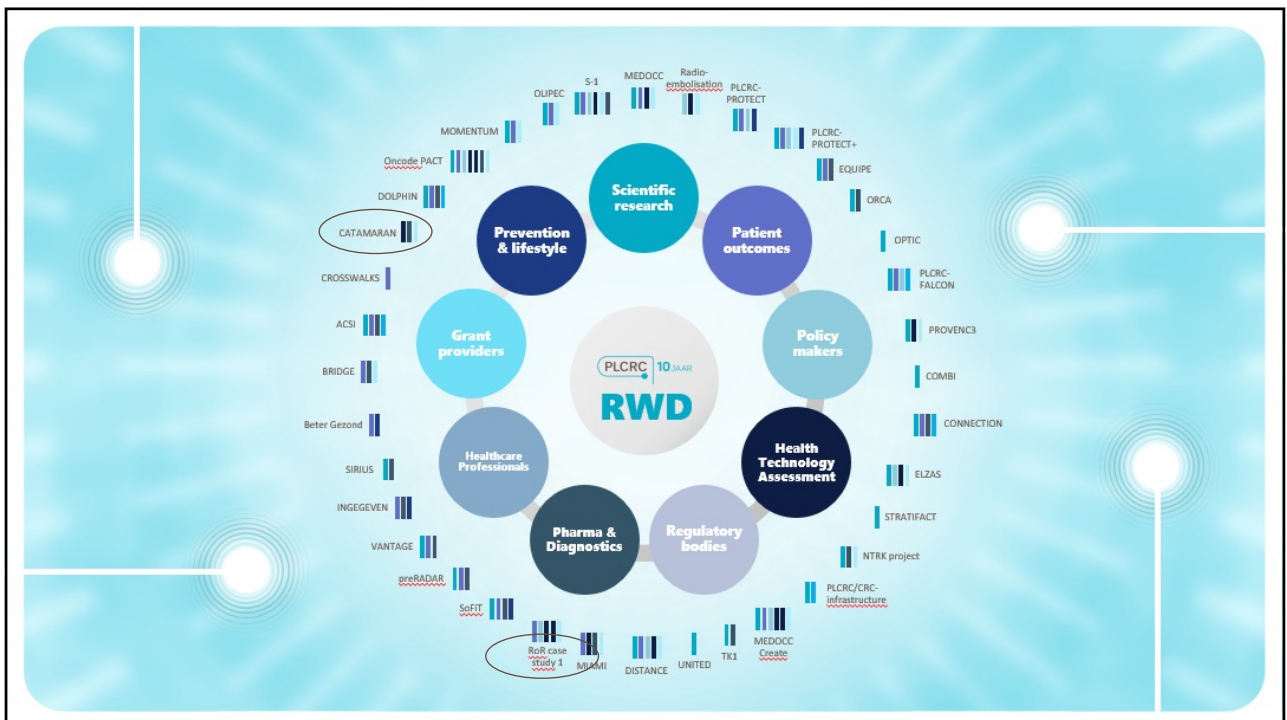 S-1
MEDOCC
Radio-
embolisation
PLCRC-
PROTECT
PLCRC-
PROTECT+
EQUIPE
ORCA
OPTIC
PLCRC-
FALCON
PROVENC3
COMBI
CONNECTION
ELZAS
STRATIFACT
NTRK project
PLCRC/CRC-
infrastructure
MEDOCC
Create
TK1
UNITED
DISTANCE
MIAMI
RoR case
study 1
SoFIT
preRADAR
VANTAGE
INGEGEVEN
SIRIUS
Beter Gezond
BRIDGE
ACSI
CROSSWALKS
CATAMARAN
DOLPHIN
Oncode PACT
MOMENTUM
OLIPEC
Scientific
research
Patient
outcomes
Policy
makers
Health
Technology
Assessment
Regulatory
bodies
Pharma &
Diagnostics
Healthcare
Professionals
Grant
providers
Prevention
& lifestyle
PLCRC 10 JAAR
RWD